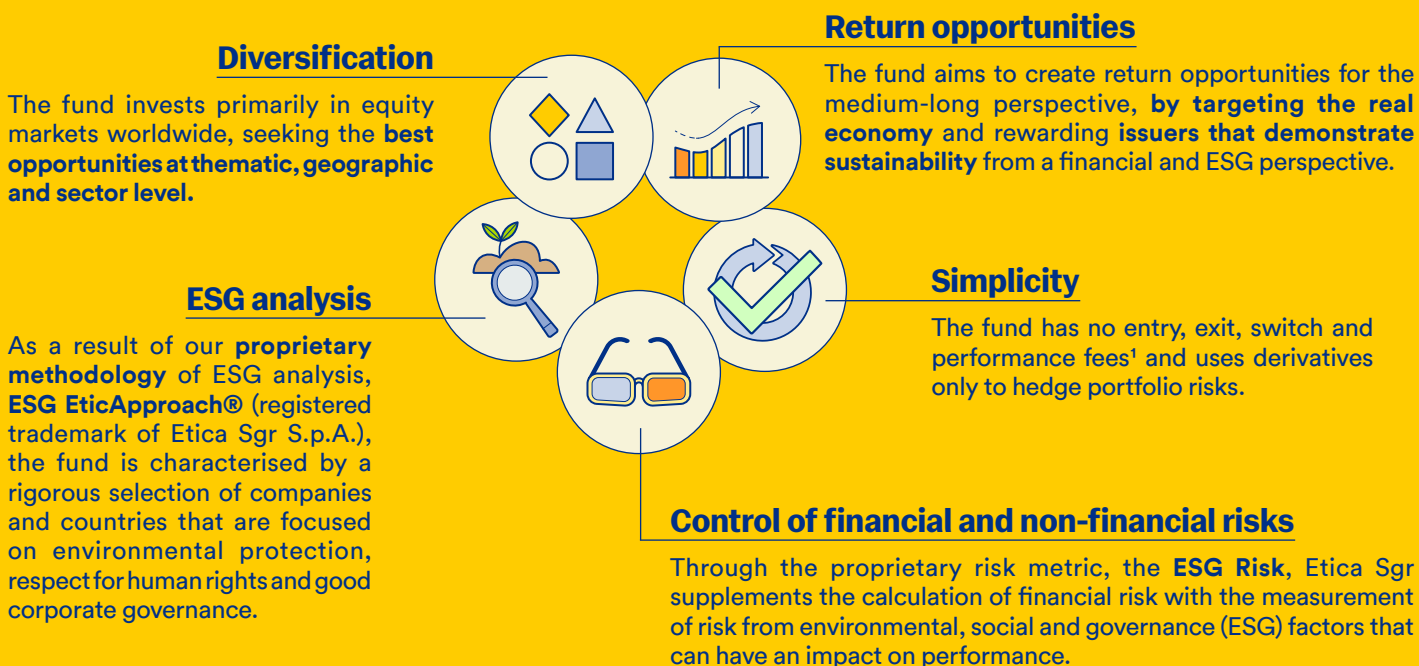 Diversification
The fund invests primarily in equity
markets worldwide, seeking the best
opportunities at thematic, geographic
and sector level.
Return opportunities
The fund aims to create return opportunities for the
medium-long perspective, by targeting the real
economy and rewarding issuers that demonstrate
sustainability from a financial and ESG perspective.
ESG analysis
As a result of our proprietary
methodology of ESG analysis,
ESG EticApproach® (registered
trademark of Etica Sgr S.p.A.),
the fund is characterised by a
rigorous selection of companies
and countries that are focused
on environmental protection,
respect for human rights and good
corporate governance.
Simplicity
The fund has no entry, exit, switch and
performance fees¹ and uses derivatives
only to hedge portfolio risks.
Control of financial and non-financial risks
Through the proprietary risk metric, the ESG Risk, Etica Sgr
supplements the calculation of financial risk with the measurement
of risk from environmental, social and governance (ESG) factors that
can have an impact on performance.